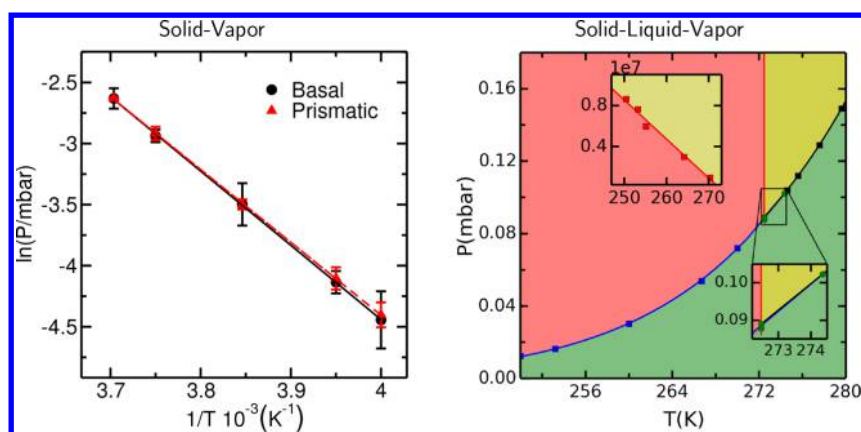 Solid-Vapor
-2.5
-3
-3.5
-4
-4.5
ln(P/mbar)
Basal
Prismatic
3.7 3.8 3.9 4
1/T 10⁻³(K⁻¹)
Solid-Liquid-Vapor
0.16
0.12
0.08
0.04
0.00
P(mbar)
1e7
0.8
0.4
250 260 270
0.10
0.09
273 274
256 264 272 280
T(K)